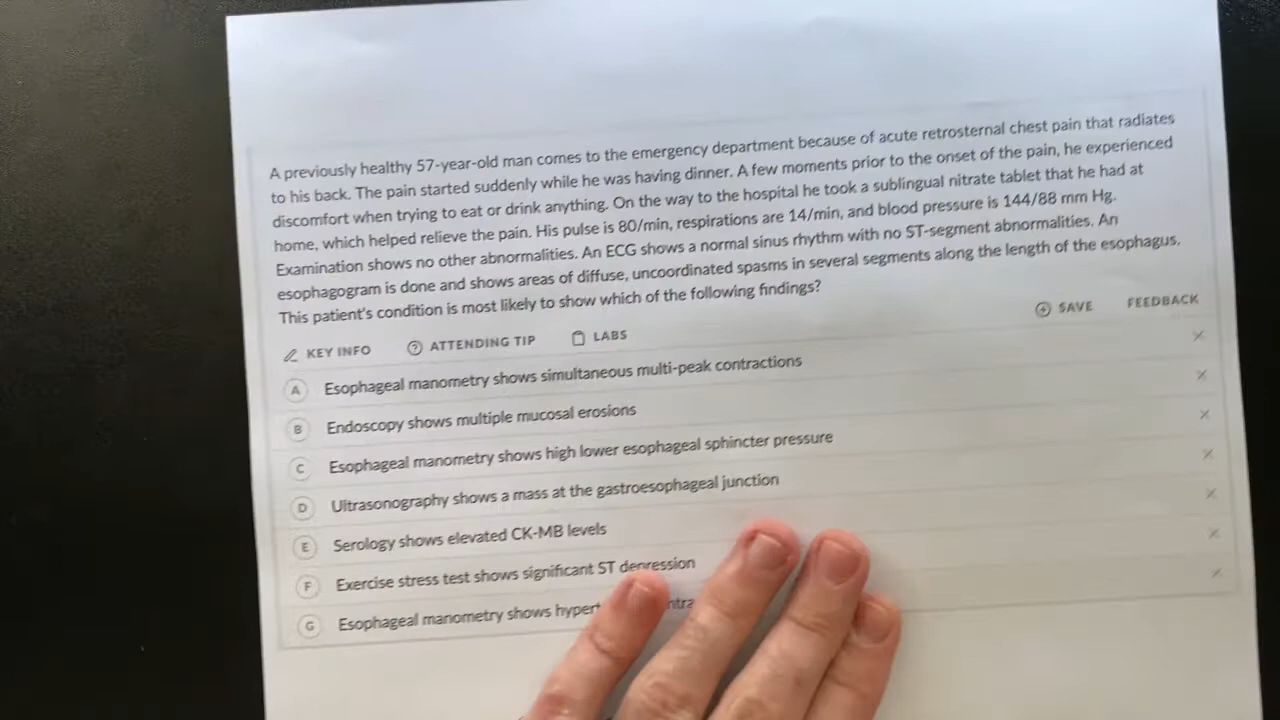 A previously healthy 57-year-old man comes to the emergency department because of acute retrosternal chest pain that radiates
to his back. The pain started suddenly while he was having dinner. A few moments prior to the onset of the pain, he experienced
discomfort when trying to eat or drink anything. On the way to the hospital he took a sublingual nitrate tablet that he had at
home, which helped relieve the pain. His pulse is 80/min, respirations are 14/min, and blood pressure is 144/88 mm Hg.
Examination shows no other abnormalities. An ECG shows a normal sinus rhythm with no ST-segment abnormalities. An
esophagogram is done and shows areas of diffuse, uncoordinated spasms in several segments along the length of the esophagus.
This patient's condition is most likely to show which of the following findings?
KEY INFO ATTENDING TIP LABS SAVE FEEDBACK
A Esophageal manometry shows simultaneous multi-peak contractions
B Endoscopy shows multiple mucosal erosions
C Esophageal manometry shows high lower esophageal sphincter pressure
D Ultrasonography shows a mass at the gastroesophageal junction
E Serology shows elevated CK-MB levels
F Exercise stress test shows significant ST depression
G Esophageal manometry shows